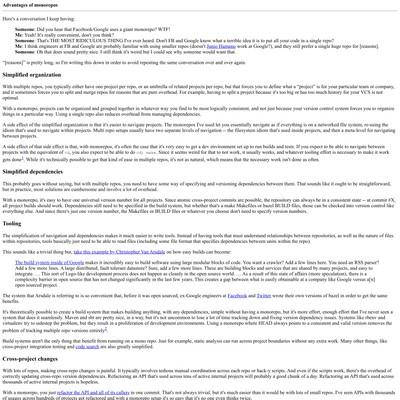 Advantages of monorepos
Here's a conversation I keep having:
Someone: Did you hear that Facebook/Google uses a giant monorepo? WTF!
Me: Yeah! It's really convenient, don't you think?
Someone: That's THE MOST RIDICULOUS THING I've ever heard. Don't FB and Google know what a terrible idea it is to put all your code in a single repo?
Me: I think engineers at FB and Google are probably familiar with using smaller repos (doesn't Junio Hamano work at Google?), and they still prefer a single huge repo for [reasons].
Someone: Oh that does sound pretty nice. I still think it's weird but I could see why someone would want that.
"[reasons]" is pretty long, so I'm writing this down in order to avoid repeating the same conversation over and over again.
Simplified organization
With multiple repos, you typically either have one project per repo, or an umbrella of related projects per repo, but that forces you to define what a "project" is for your particular team or company, and it sometimes forces you to split and merge repos for reasons that are pure overhead. For example, having to split a project because it's too big or has too much history for your VCS is not optimal.
With a monorepo, projects can be organized and grouped together in whatever way you find to be most logically consistent, and not just because your version control system forces you to organize things in a particular way. Using a single repo also reduces overhead from managing dependencies.
A side effect of the simplified organization is that it's easier to navigate projects. The monorepos I've used let you essentially navigate as if everything is on a networked file system, re-using the idiom that's used to navigate within projects. Multi repo setups usually have two separate levels of navigation -- the filesystem idiom that's used inside projects, and then a meta-level for navigating between projects.
A side effect of that side effect is that, with monorepos, it's often the case that it's very easy to get a dev environment set up to run builds and tests. If you expect to be able to navigate between projects with the equivalent of cd, you also expect to be able to do cd; make. Since it seems weird for that to not work, it usually works, and whatever tooling effort is necessary to make it work gets done. While it's technically possible to get that kind of ease in multiple repos, it's not as natural, which means that the necessary work isn't done as often.
Simplified dependencies
This probably goes without saying, but with multiple repos, you need to have some way of specifying and versioning dependencies between them. That sounds like it ought to be straightforward, but in practice, most solutions are cumbersome and involve a lot of overhead.
With a monorepo, it's easy to have one universal version number for all projects. Since atomic cross-project commits are possible, the repository can always be in a consistent state -- at commit #X, all project builds should work. Dependencies still need to be specified in the build system, but whether that's a make Makefiles or bazel BUILD files, those can be checked into version control like everything else. And since there's just one version number, the Makefiles or BUILD files or whatever you choose don't need to specify version numbers.
Tooling
The simplification of navigation and dependencies makes it much easier to write tools. Instead of having tools that must understand relationships between repositories, as well as the nature of files within repositories, tools basically just need to be able to read files (including some file format that specifies dependencies between units within the repo).
This sounds like a trivial thing but, take this example by Christopher Van Arsdale on how easy builds can become:
The build system inside of Google makes it incredibly easy to build software using large modular blocks of code. You want a crawler? Add a few lines here. You need an RSS parser? Add a few more lines. A large distributed, fault tolerant datastore? Sure, add a few more lines. These are building blocks and services that are shared by many projects, and easy to integrate. ... This sort of Lego-like development process does not happen as cleanly in the open source world. ... As a result of this state of affairs (more speculation), there is a complexity barrier in open source that has not changed significantly in the last few years. This creates a gap between what is easily obtainable at a company like Google versus a[n] open sourced project.
The system that Arsdale is referring to is so convenient that, before it was open sourced, ex-Google engineers at Facebook and Twitter wrote their own versions of bazel in order to get the same benefits.
It's theoretically possible to create a build system that makes building anything, with any dependencies, simple without having a monorepo, but it's more effort, enough effort that I've never seen a system that does it seamlessly. Maven and sbt are pretty nice, in a way, but it's not uncommon to lose a lot of time tracking down and fixing version dependency issues. Systems like rbenv and virtualenv try to sidestep the problem, but they result in a proliferation of development environments. Using a monorepo where HEAD always points to a consistent and valid version removes the problem of tracking multiple repo versions entirely.
Build systems aren't the only thing that benefit from running on a mono repo. Just for example, static analysis can run across project boundaries without any extra work. Many other things, like cross-project integration testing and code search are also greatly simplified.
Cross-project changes
With lots of repos, making cross-repo changes is painful. It typically involves tedious manual coordination across each repo or hack-y scripts. And even if the scripts work, there's the overhead of correctly updating cross-repo version dependencies. Refactoring an API that's used across tens of active internal projects will probably a good chunk of a day. Refactoring an API that's used across thousands of active internal projects is hopeless.
With a monorepo, you just refactor the API and all of its callers in one commit. That's not always trivial, but it's much easier than it would be with lots of small repos. I've seen APIs with thousands of usages across hundreds of projects get refactored and with a monorepo setup it's so easy that it's no one even thinks twice.